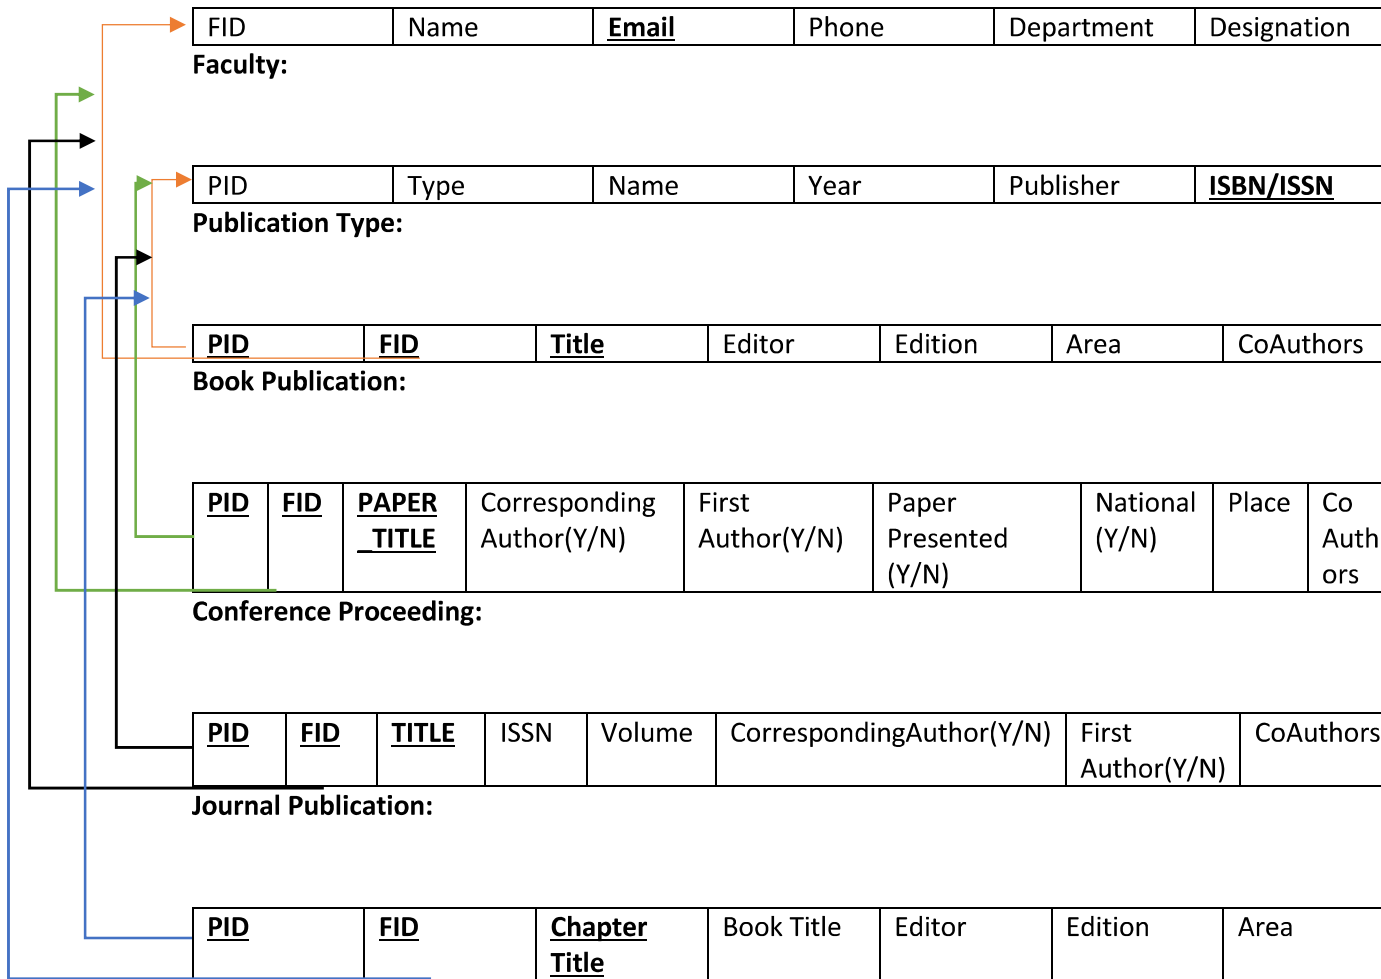 FID Name Email Phone Department Designation
Faculty:
PID Type Name Year Publisher ISBN/ISSN
Publication Type:
PID FID Title Editor Edition Area CoAuthors
Book Publication:
PID FID PAPER Corresponding First Paper National Place Co
_TITLE Author(Y/N) Author(Y/N) Presented (Y/N) Auth
(Y/N) ors
Conference Proceeding:
PID FID TITLE ISSN Volume CorrespondingAuthor(Y/N) First CoAuthors
Author(Y/N)
Journal Publication:
PID FID Chapter Book Title Editor Edition Area
Title